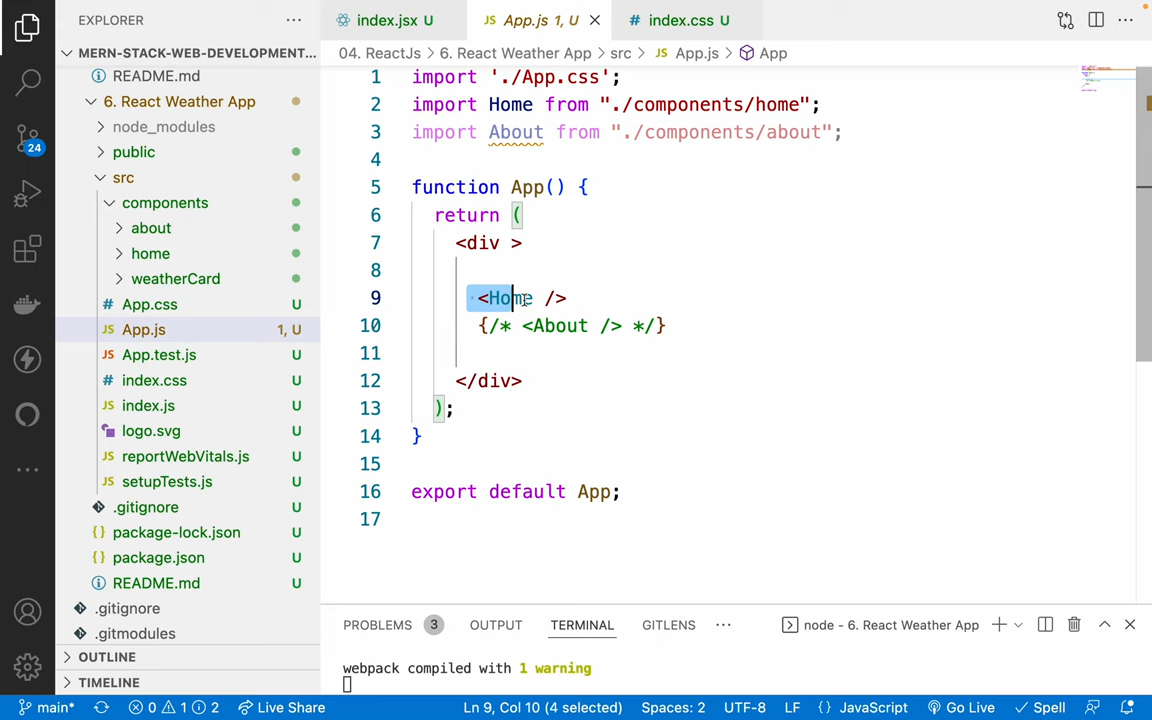 EXPLORER
index.jsx U
App.js 1, U
index.css U
MERN-STACK-WEB-DEVELOPMENT...
04. ReactJs > 6. React Weather App > src > App.js > App
README.md
6. React Weather App
node_modules
public
src
components
about
home
weatherCard
App.css U
App.js 1, U
App.test.js U
index.css U
index.js U
logo.svg U
reportWebVitals.js U
setupTests.js U
.gitignore U
package-lock.json U
package.json U
README.md U
.gitignore
.gitmodules
OUTLINE
TIMELINE
24
1 import './App.css';
2 import Home from "./components/home";
3 import About from "./components/about";
4
5 function App() {
6 return (
7 <div >
8
9 <Home />
10 {/* <About /> */}
11
12 </div>
13 );
14 }
15
16 export default App;
17
PROBLEMS 3 OUTPUT TERMINAL GITLENS
node - 6. React Weather App
webpack compiled with 1 warning
main* 0 1 2 Live Share Ln 9, Col 10 (4 selected) Spaces: 2 UTF-8 LF {} JavaScript Go Live Spell